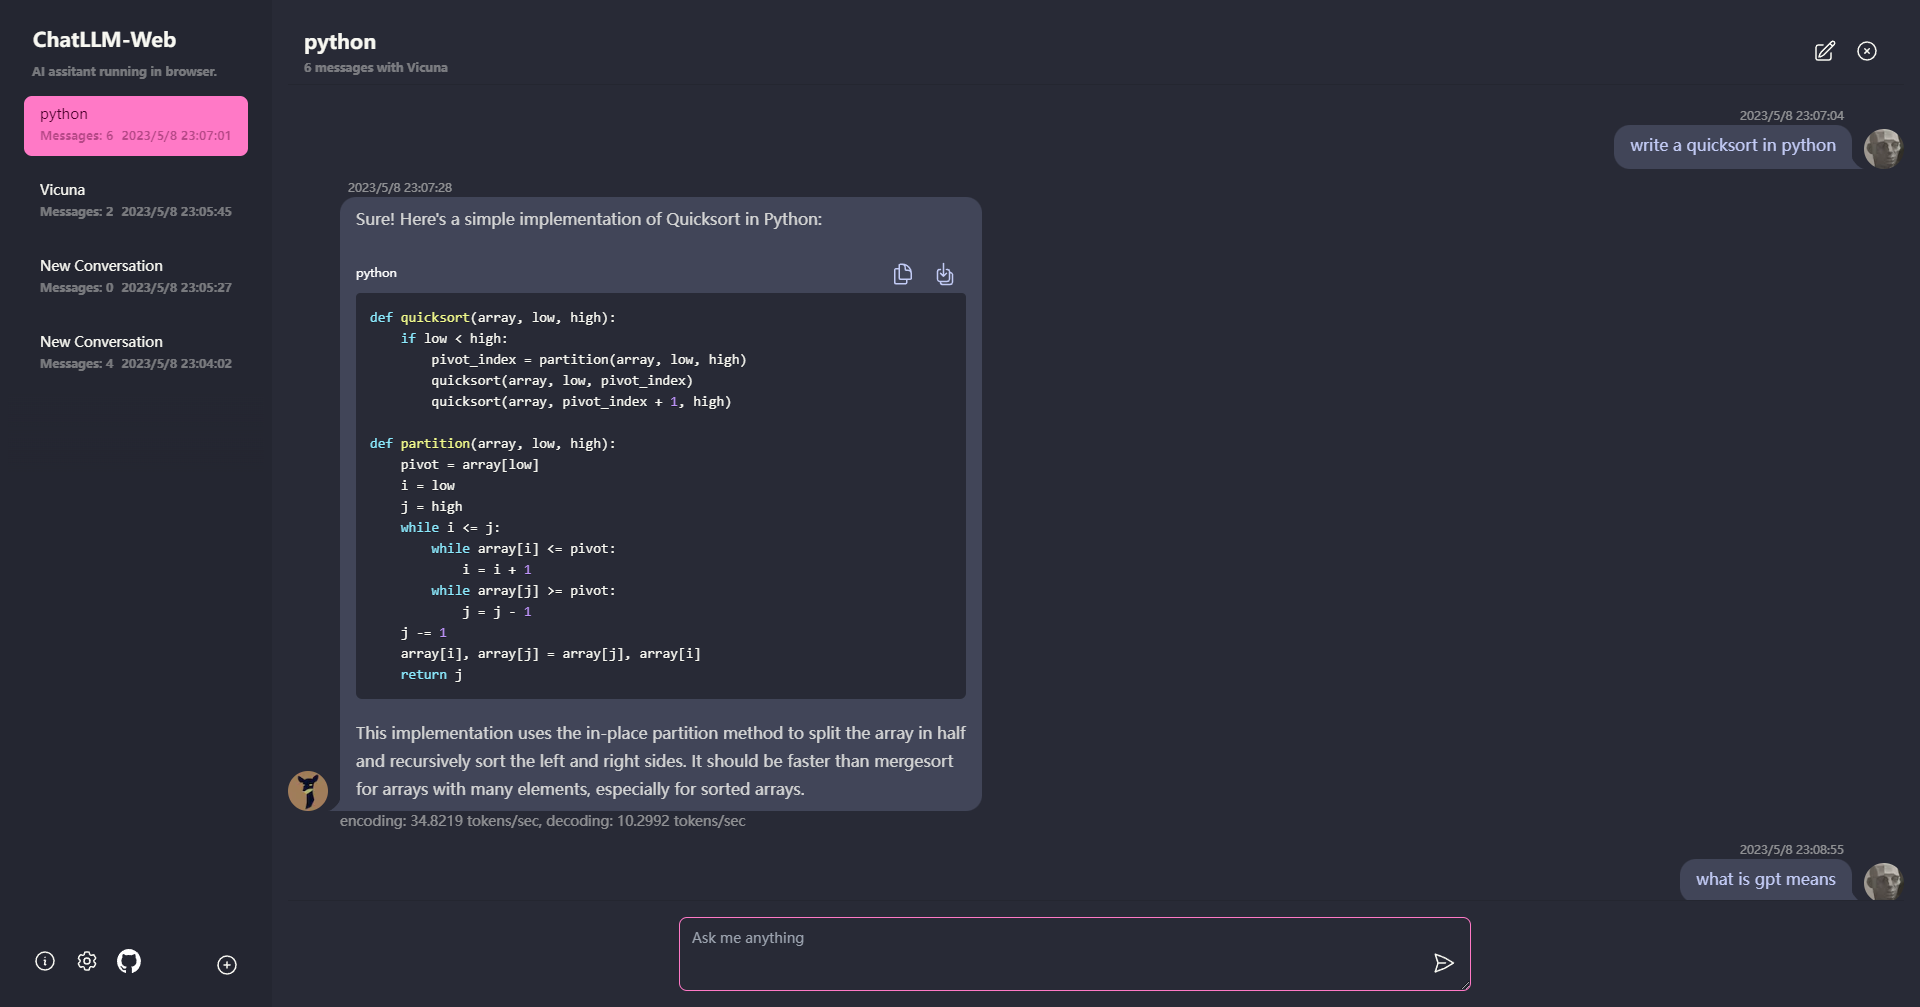 ChatLLM-Web
AI assitant running in browser.
python
Messages: 6 2023/5/8 23:07:01
Vicuna
Messages: 2 2023/5/8 23:05:45
New Conversation
Messages: 0 2023/5/8 23:05:27
New Conversation
Messages: 4 2023/5/8 23:04:02
python
6 messages with Vicuna
2023/5/8 23:07:04
write a quicksort in python
2023/5/8 23:07:28
Sure! Here's a simple implementation of Quicksort in Python:
python
def quicksort(array, low, high):
    if low < high:
        pivot_index = partition(array, low, high)
        quicksort(array, low, pivot_index)
        quicksort(array, pivot_index + 1, high)
def partition(array, low, high):
    pivot = array[low]
    i = low
    j = high
    while i <= j:
        while array[i] <= pivot:
            i = i + 1
        while array[j] >= pivot:
            j = j - 1
    j -= 1
    array[i], array[j] = array[j], array[i]
    return j
This implementation uses the in-place partition method to split the array in half
and recursively sort the left and right sides. It should be faster than mergesort
for arrays with many elements, especially for sorted arrays.
encoding: 34.8219 tokens/sec, decoding: 10.2992 tokens/sec
2023/5/8 23:08:55
what is gpt means
Ask me anything